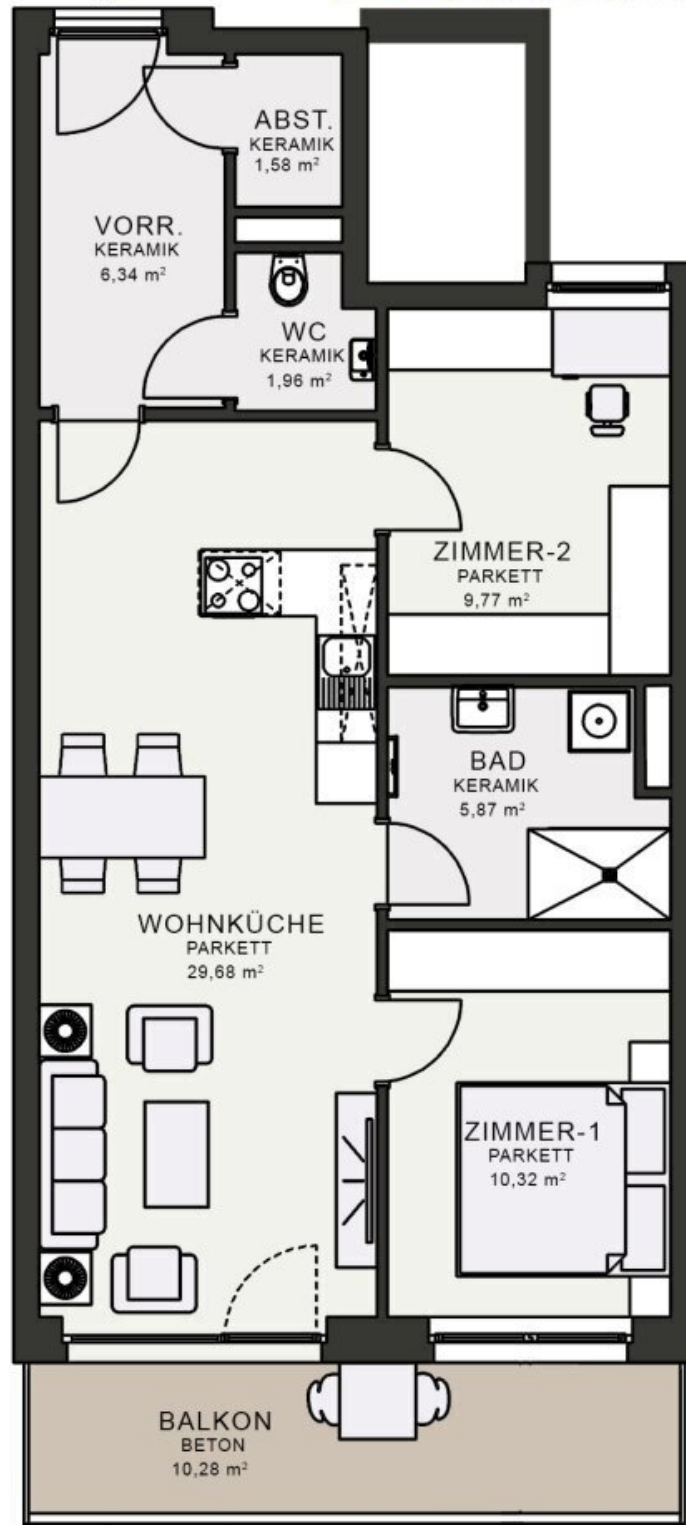 ABST.
KERAMIK
1,58 m²
VORR.
KERAMIK
6,34 m²
WC
KERAMIK
1,96 m²
ZIMMER-2
PARKETT
9,77 m²
BAD
KERAMIK
5,87 m²
WOHNKÜCHE
PARKETT
29,68 m²
ZIMMER-1
PARKETT
10,32 m²
BALKON
BETON
10,28 m²